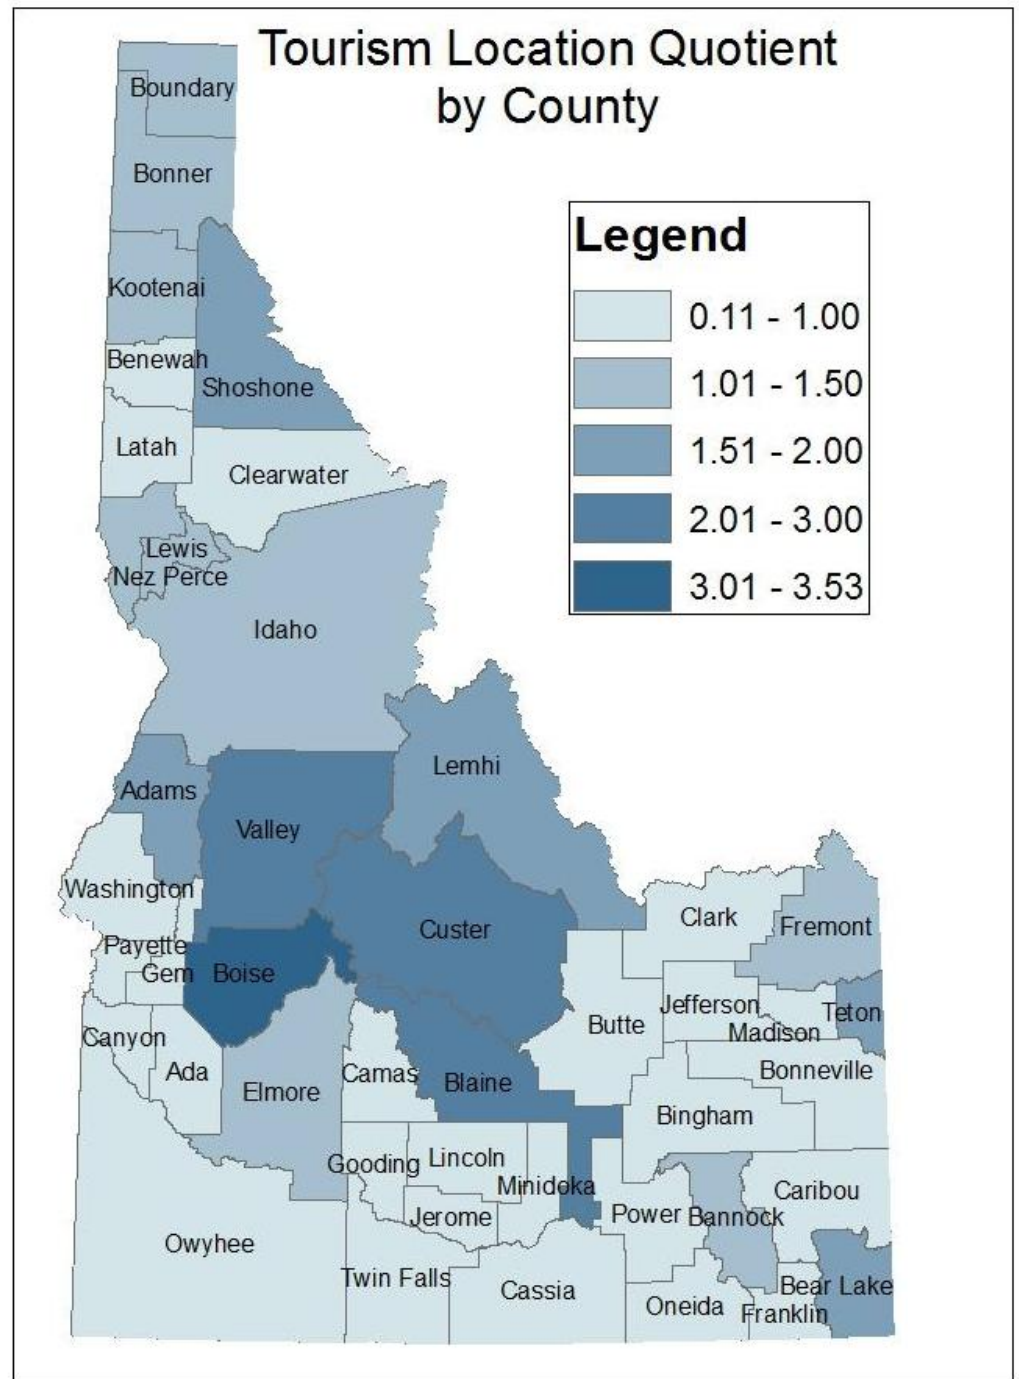 Tourism Location Quotient
by County
Boundary
Bonner
Legend
Kootenai
0.11 - 1.00
Benewah
1.01 - 1.50
Shoshone
Latah
1.51 - 2.00
Clearwater
2.01 - 3.00
Lewis
Nez Perce
3.01 - 3.53
Idaho
Lemhi
Adams
Valley
Washington
Clark
Custer
Fremont
Payette
Gem
Boise
Jefferson
Teton
Butte
Madison
Canyon
Ada
Camas
Bonneville
Blaine
Elmore
Bingham
Gooding
Lincoln
Minidoka
Caribou
Jerome
Power
Bannock
Owyhee
Twin Falls
Cassia
Bear Lake
Oneida
Franklin